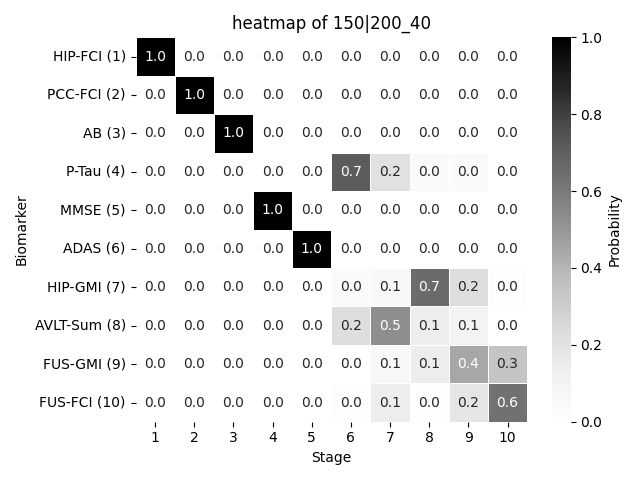 heatmap of 150|200_40
HIP-FCI (1) 1.0 0.0 0.0 0.0 0.0 0.0 0.0 0.0 0.0 0.0
PCC-FCI (2) 0.0 1.0 0.0 0.0 0.0 0.0 0.0 0.0 0.0 0.0
AB (3) 0.0 0.0 1.0 0.0 0.0 0.0 0.0 0.0 0.0 0.0
P-Tau (4) 0.0 0.0 0.0 0.0 0.0 0.7 0.2 0.0 0.0 0.0
MMSE (5) 0.0 0.0 0.0 1.0 0.0 0.0 0.0 0.0 0.0 0.0
ADAS (6) 0.0 0.0 0.0 0.0 1.0 0.0 0.0 0.0 0.0 0.0
HIP-GMI (7) 0.0 0.0 0.0 0.0 0.0 0.0 0.1 0.7 0.2 0.0
AVLT-Sum (8) 0.0 0.0 0.0 0.0 0.0 0.2 0.5 0.1 0.1 0.0
FUS-GMI (9) 0.0 0.0 0.0 0.0 0.0 0.0 0.1 0.1 0.4 0.3
FUS-FCI (10) 0.0 0.0 0.0 0.0 0.0 0.0 0.1 0.0 0.2 0.6
1 2 3 4 5 6 7 8 9 10
Stage
Biomarker
1.0
0.8
0.6
0.4
0.2
0.0
Probability